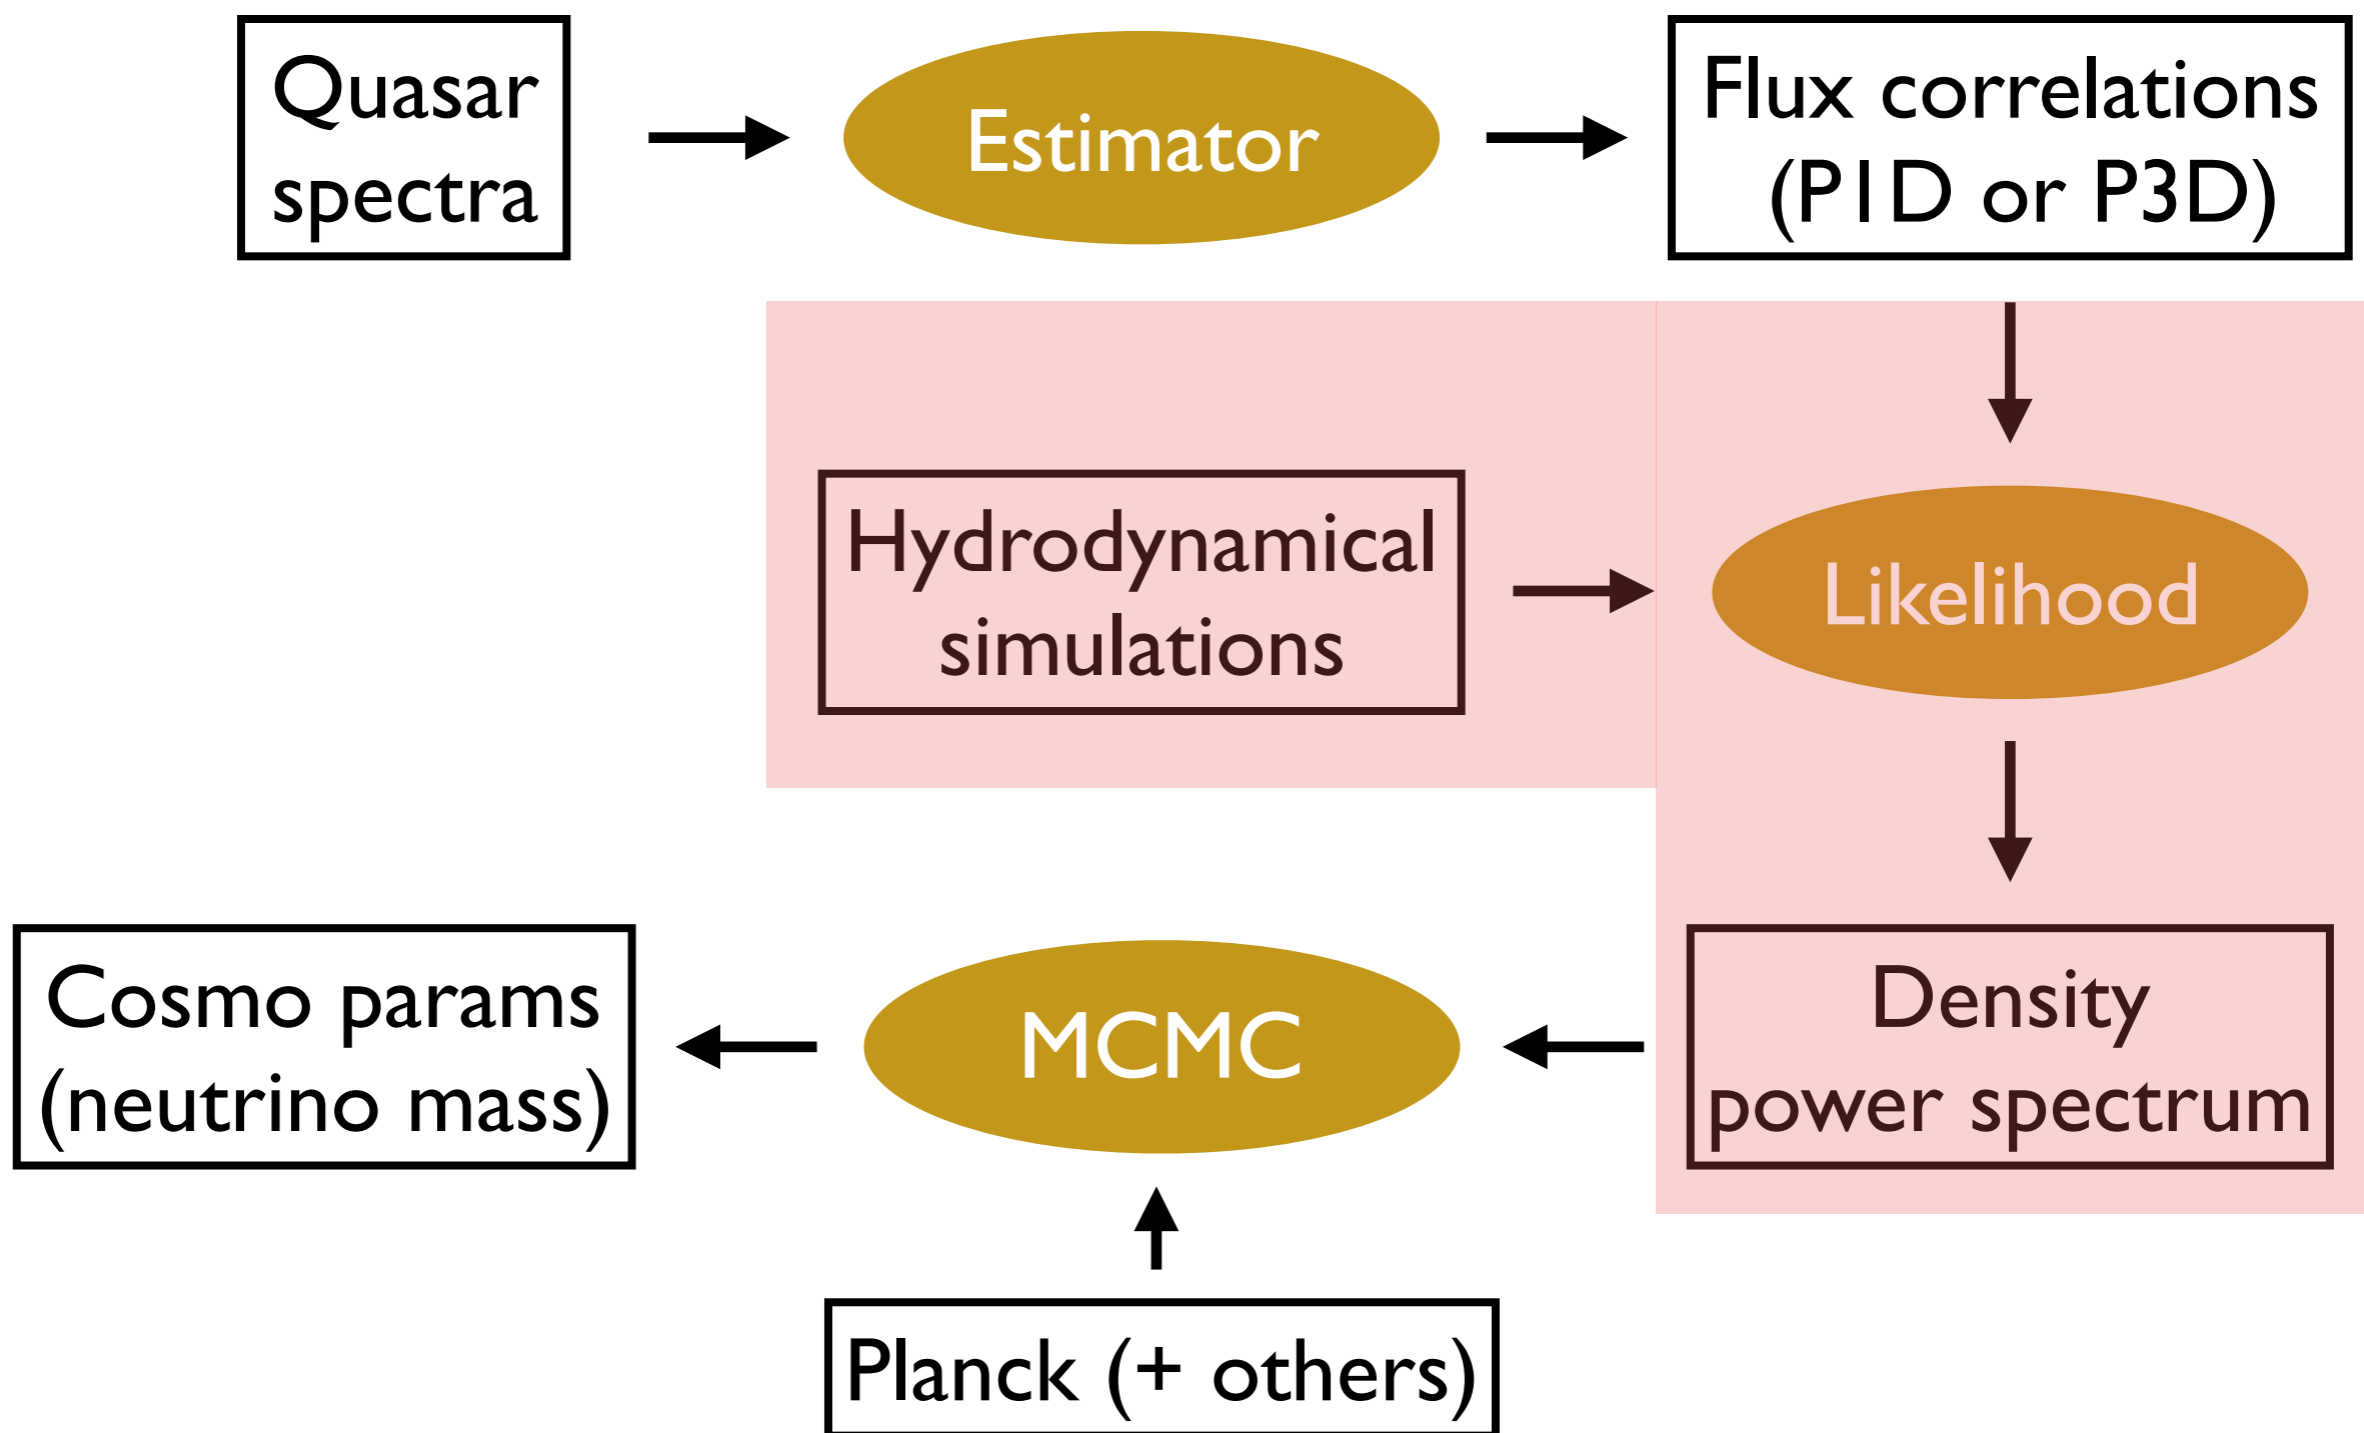 Quasar
spectra
Estimator
Flux correlations
(P1D or P3D)
Hydrodynamical
simulations
Likelihood
Cosmo params
(neutrino mass)
MCMC
Density
power spectrum
Planck (+ others)